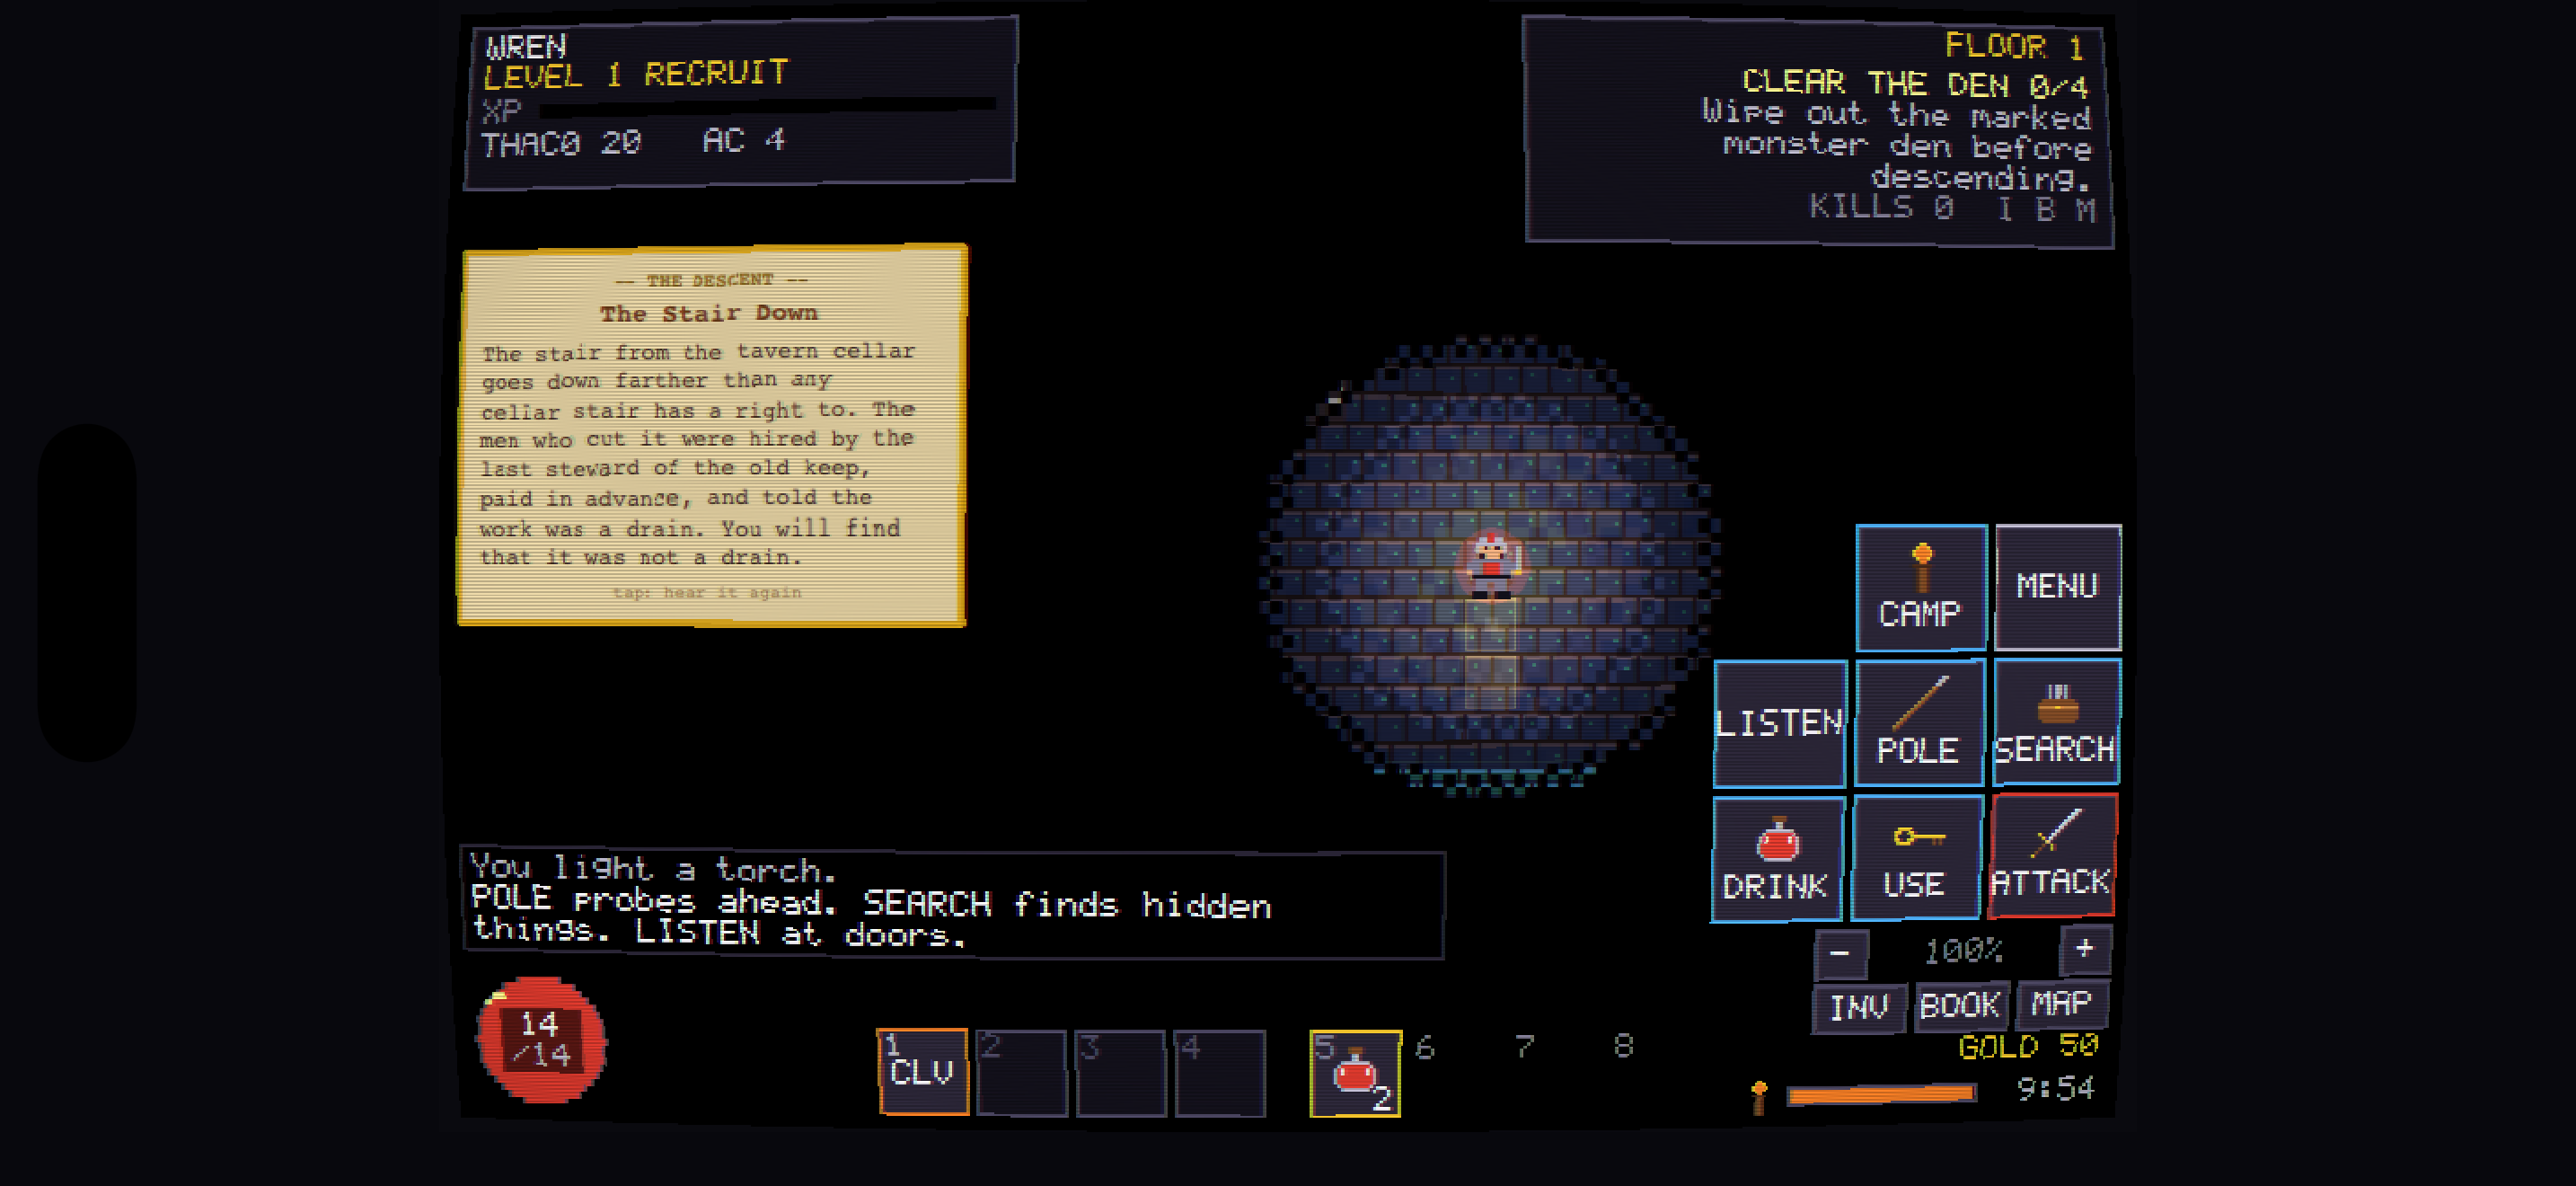 WREN
LEVEL 1 RECRUIT
XP
THAC0 20 AC 4
FLOOR 1
CLEAR THE DEN 0/4
Wipe out the marked
monster den before
descending.
KILLS 0 I B M
-- THE DESCENT --
The Stair Down
The stair from the tavern cellar
goes down farther than any
cellar stair has a right to. The
men who cut it were hired by the
last steward of the old keep,
paid in advance, and told the
work was a drain. You will find
that it was not a drain.
tap: hear it again
CAMP
MENU
LISTEN
POLE
SEARCH
DRINK
USE
ATTACK
You light a torch.
POLE probes ahead. SEARCH finds hidden
things. LISTEN at doors.
- 100% +
INV BOOK MAP
GOLD 50
9:54
14
/14
1 2 3 4 5 6 7 8
CLV
2